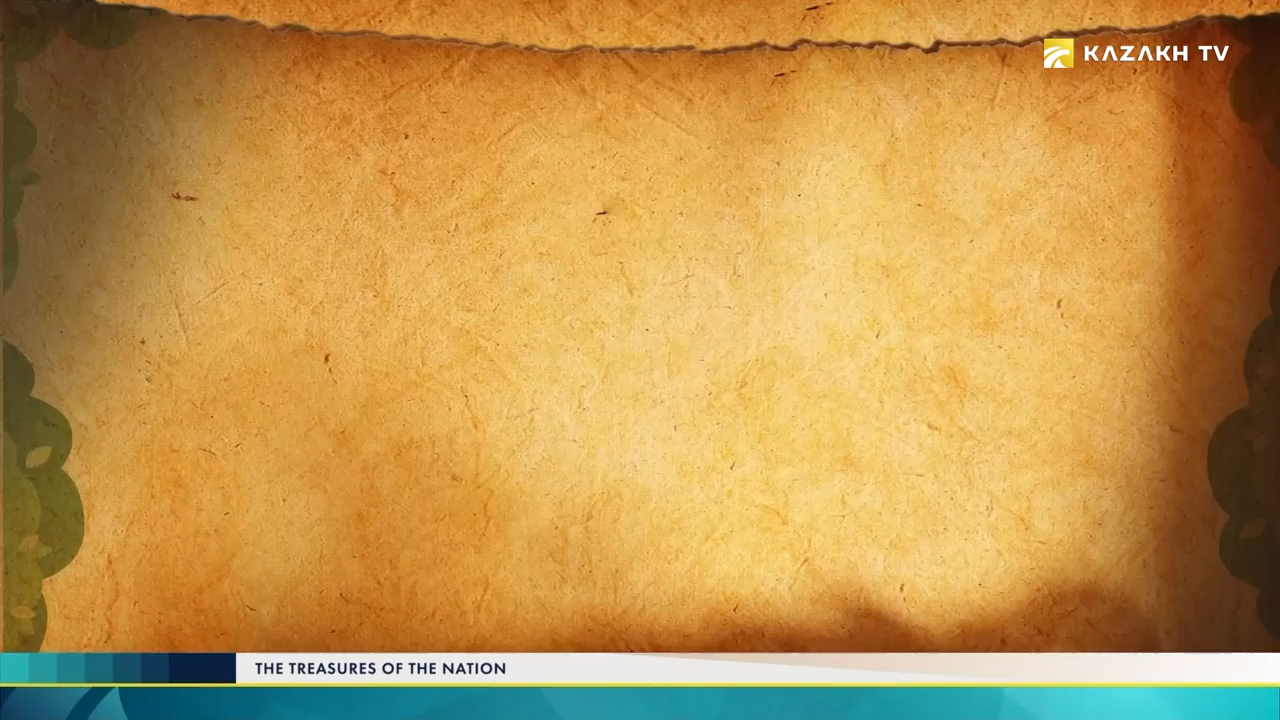 KAZAKH TV
THE TREASURES OF THE NATION